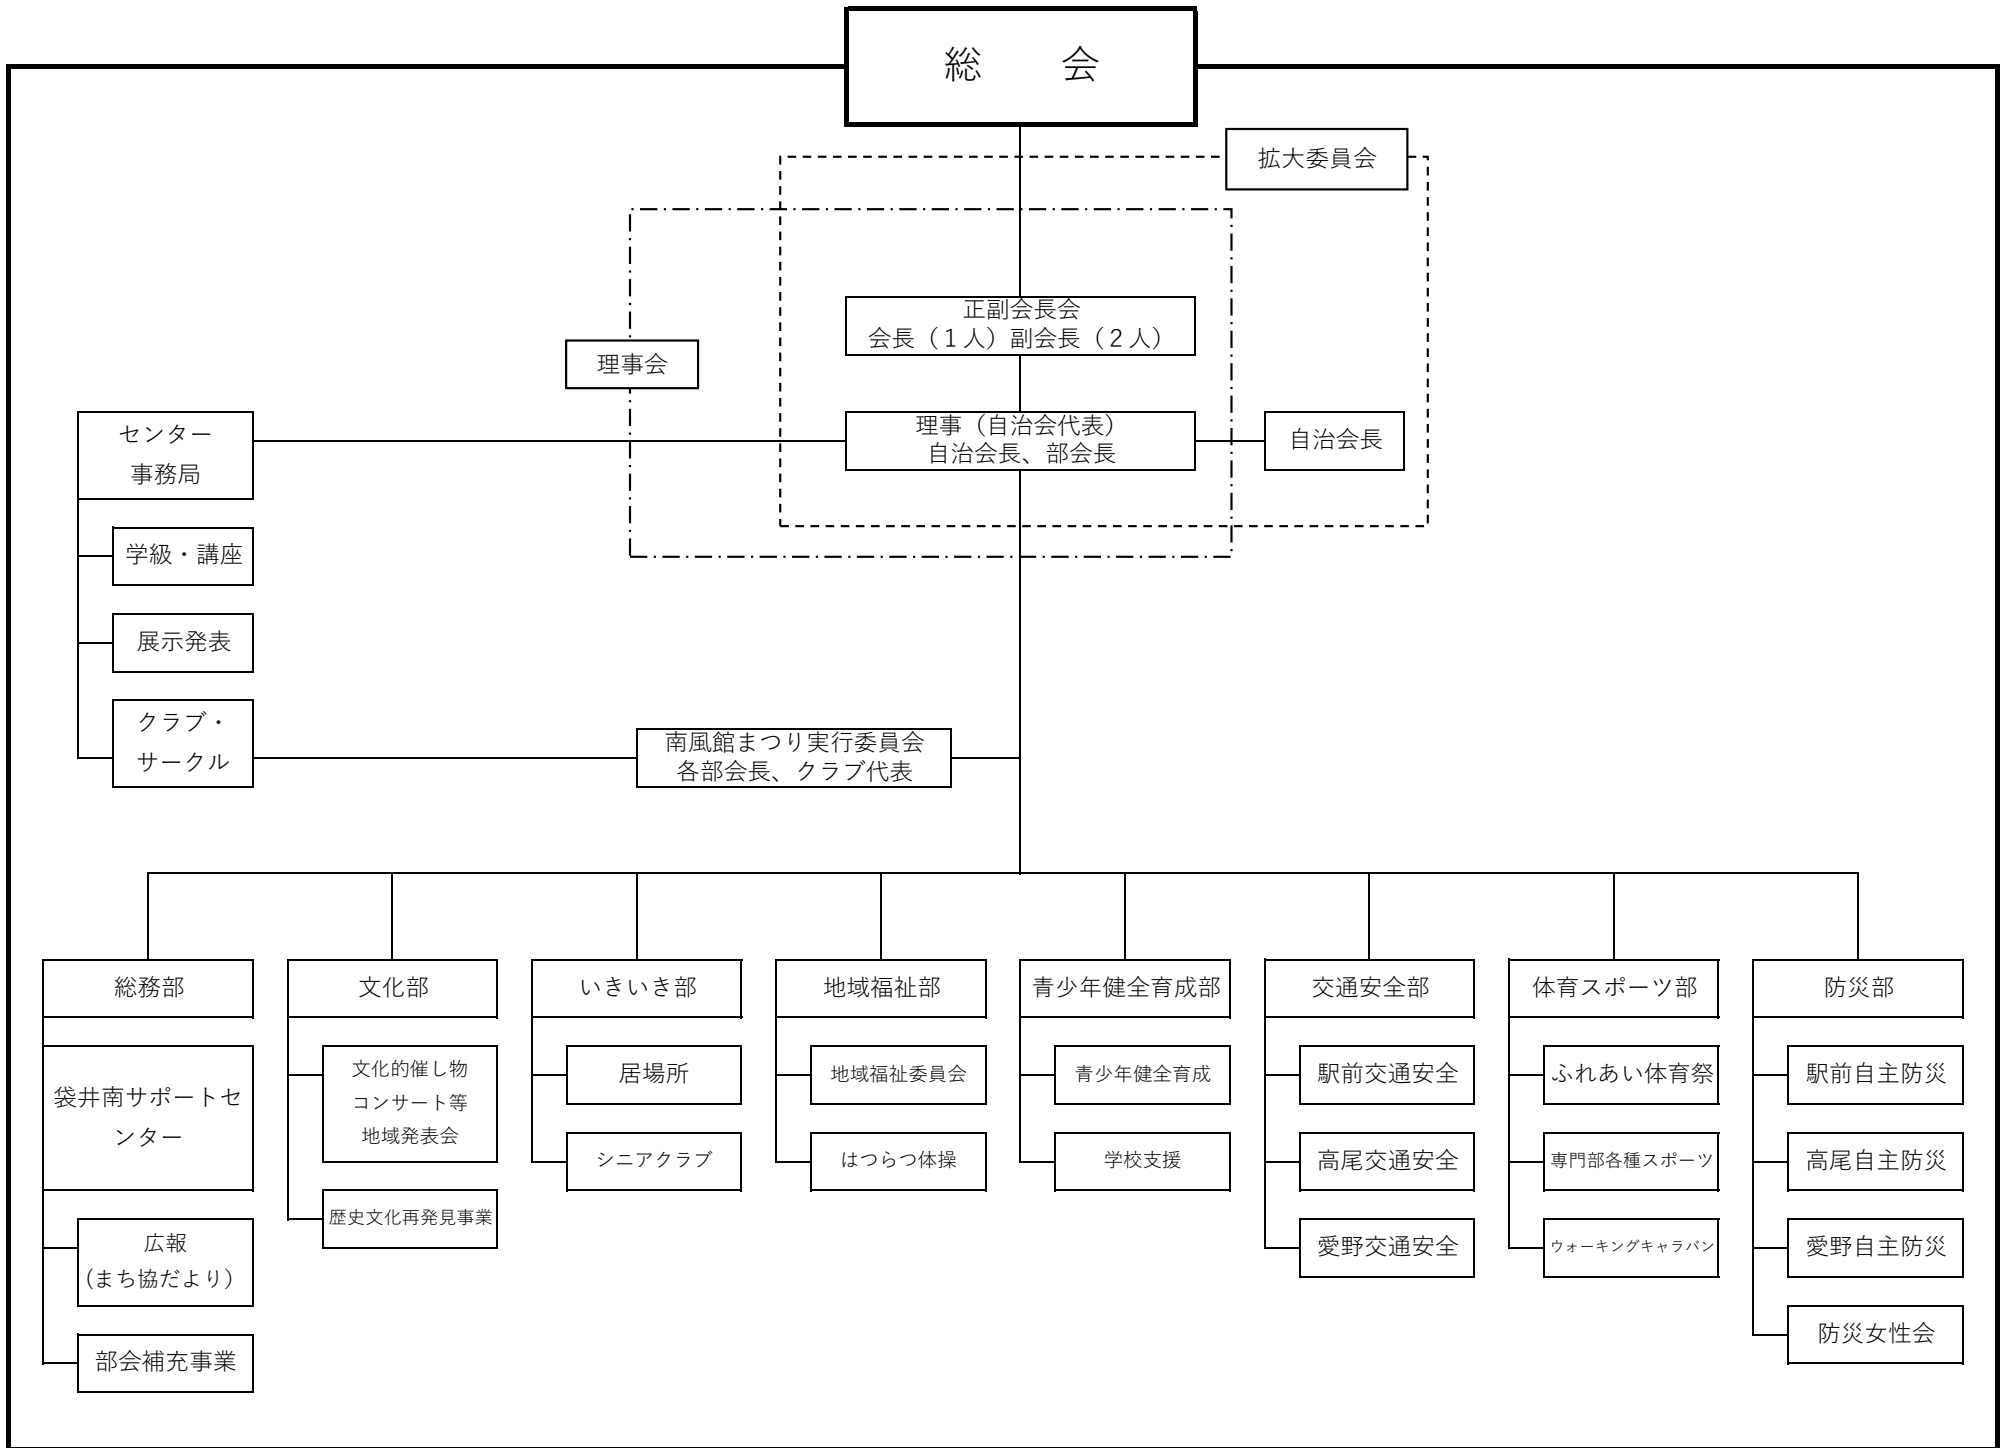 総　会
拡大委員会
正副会長会
会長（１人）副会長（２人）
理事会
理事（自治会代表）
自治会長、部会長
自治会長
センター
事務局
学級・講座
展示発表
クラブ・
サークル
南風館まつり実行委員会
各部会長、クラブ代表
総務部
袋井南サポートセ
ンター
広報
(まち協だより）
部会補充事業
文化部
文化的催し物
コンサート等
地域発表会
歴史文化再発見事業
いきいき部
居場所
シニアクラブ
地域福祉部
地域福祉委員会
はつらつ体操
青少年健全育成部
青少年健全育成
学校支援
交通安全部
駅前交通安全
高尾交通安全
愛野交通安全
体育スポーツ部
ふれあい体育祭
専門部各種スポーツ
ウォーキングキャラバン
防災部
駅前自主防災
高尾自主防災
愛野自主防災
防災女性会